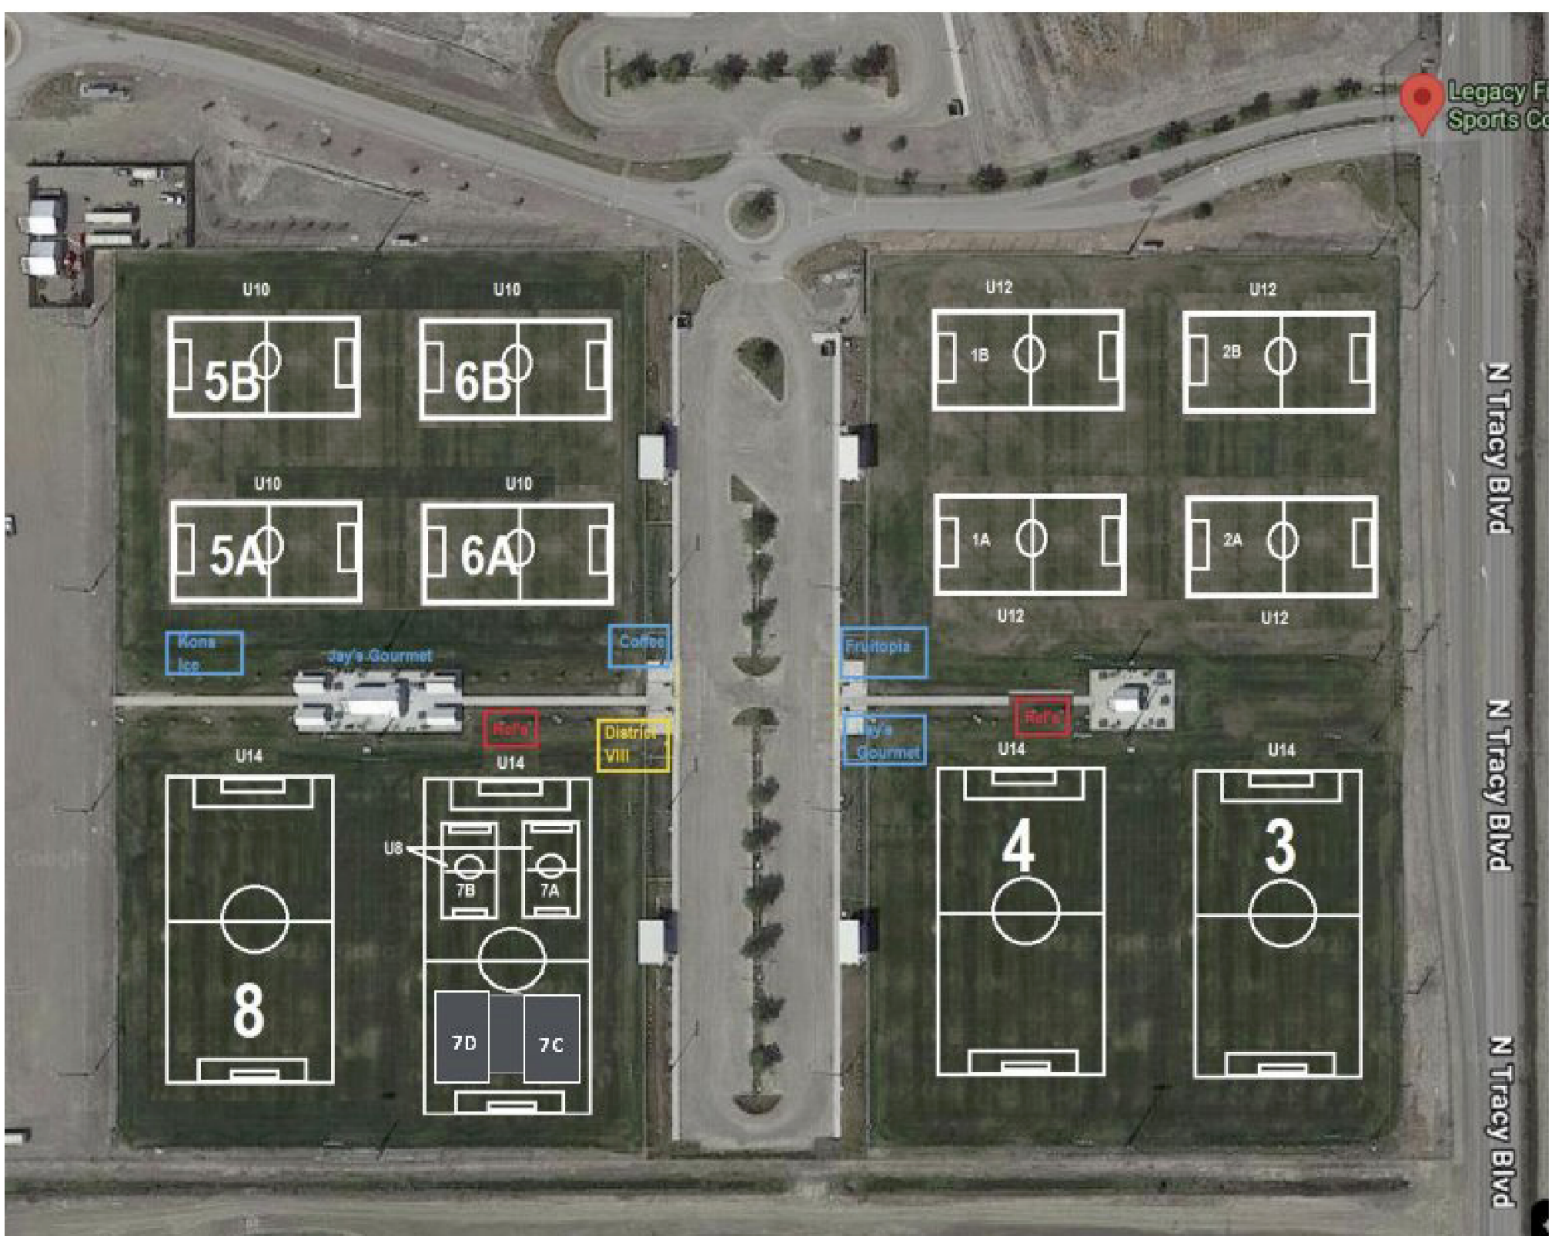 Legacy Fi
Sports Co
U10
U10
U12
U12
5B
6B
1B
2B
N Tracy Blvd
U10
U10
5A
6A
1A
2A
U12
U12
Kona
Ice
Jay's Gourmet
Coffee
Fruitopia
Ref's
District
VIII
Ref's
Jay's
Gourmet
N Tracy Blvd
U14
U14
U14
U14
U8
7B
7A
4
3
8
7D
7C
N Tracy Blvd